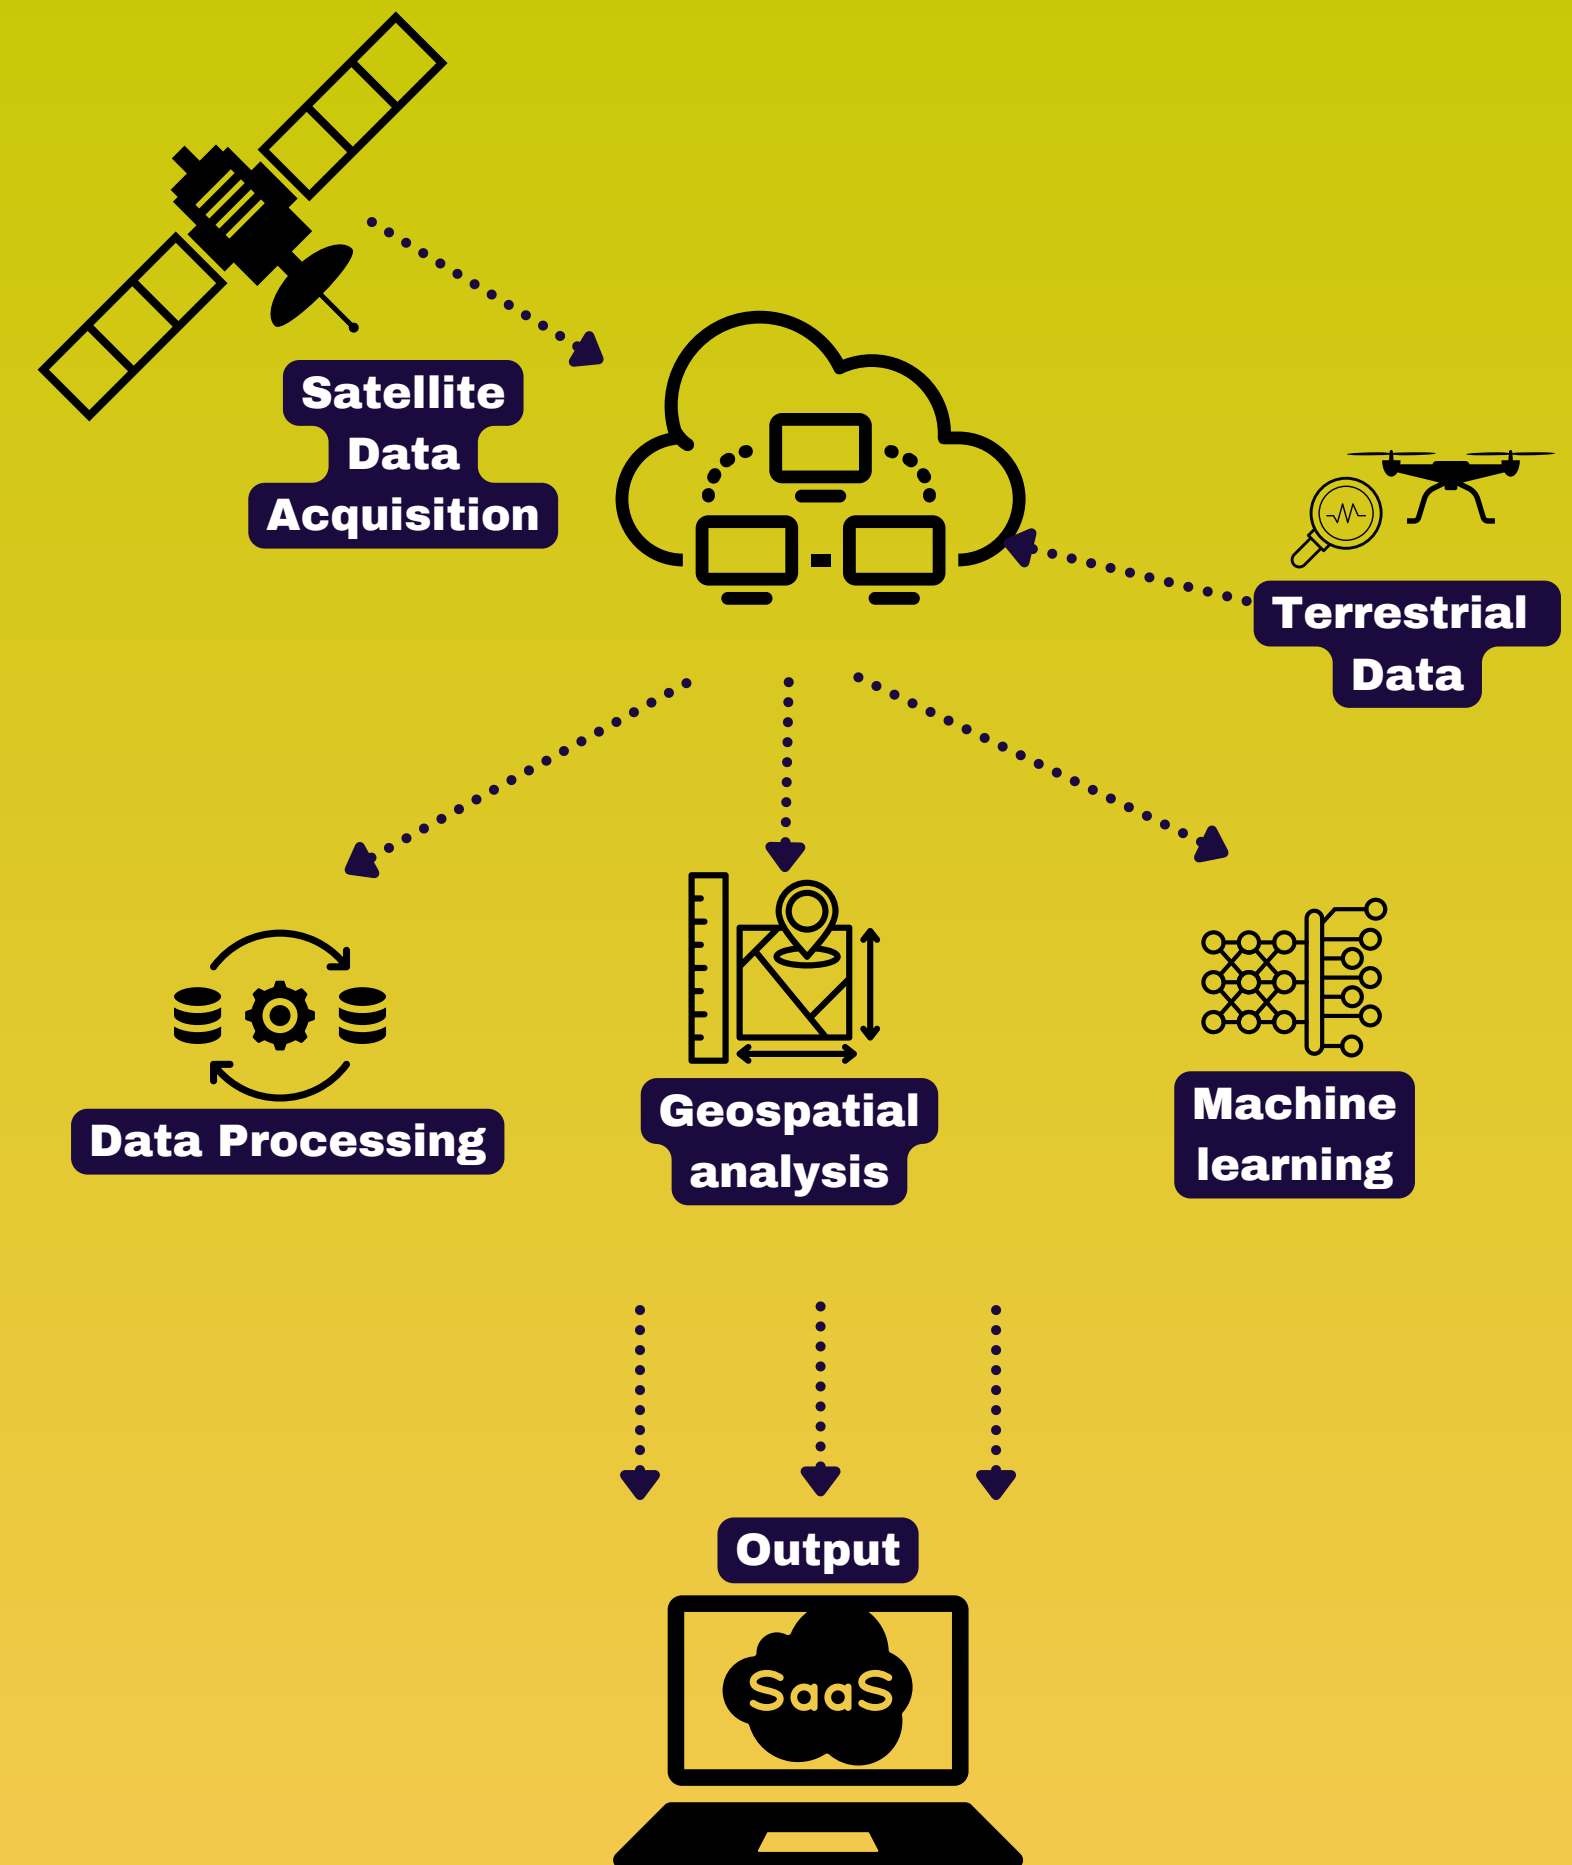 Satellite
Data
Acquisition
Terrestrial
Data
Data Processing
Geospatial
analysis
Machine
learning
Output
SaaS